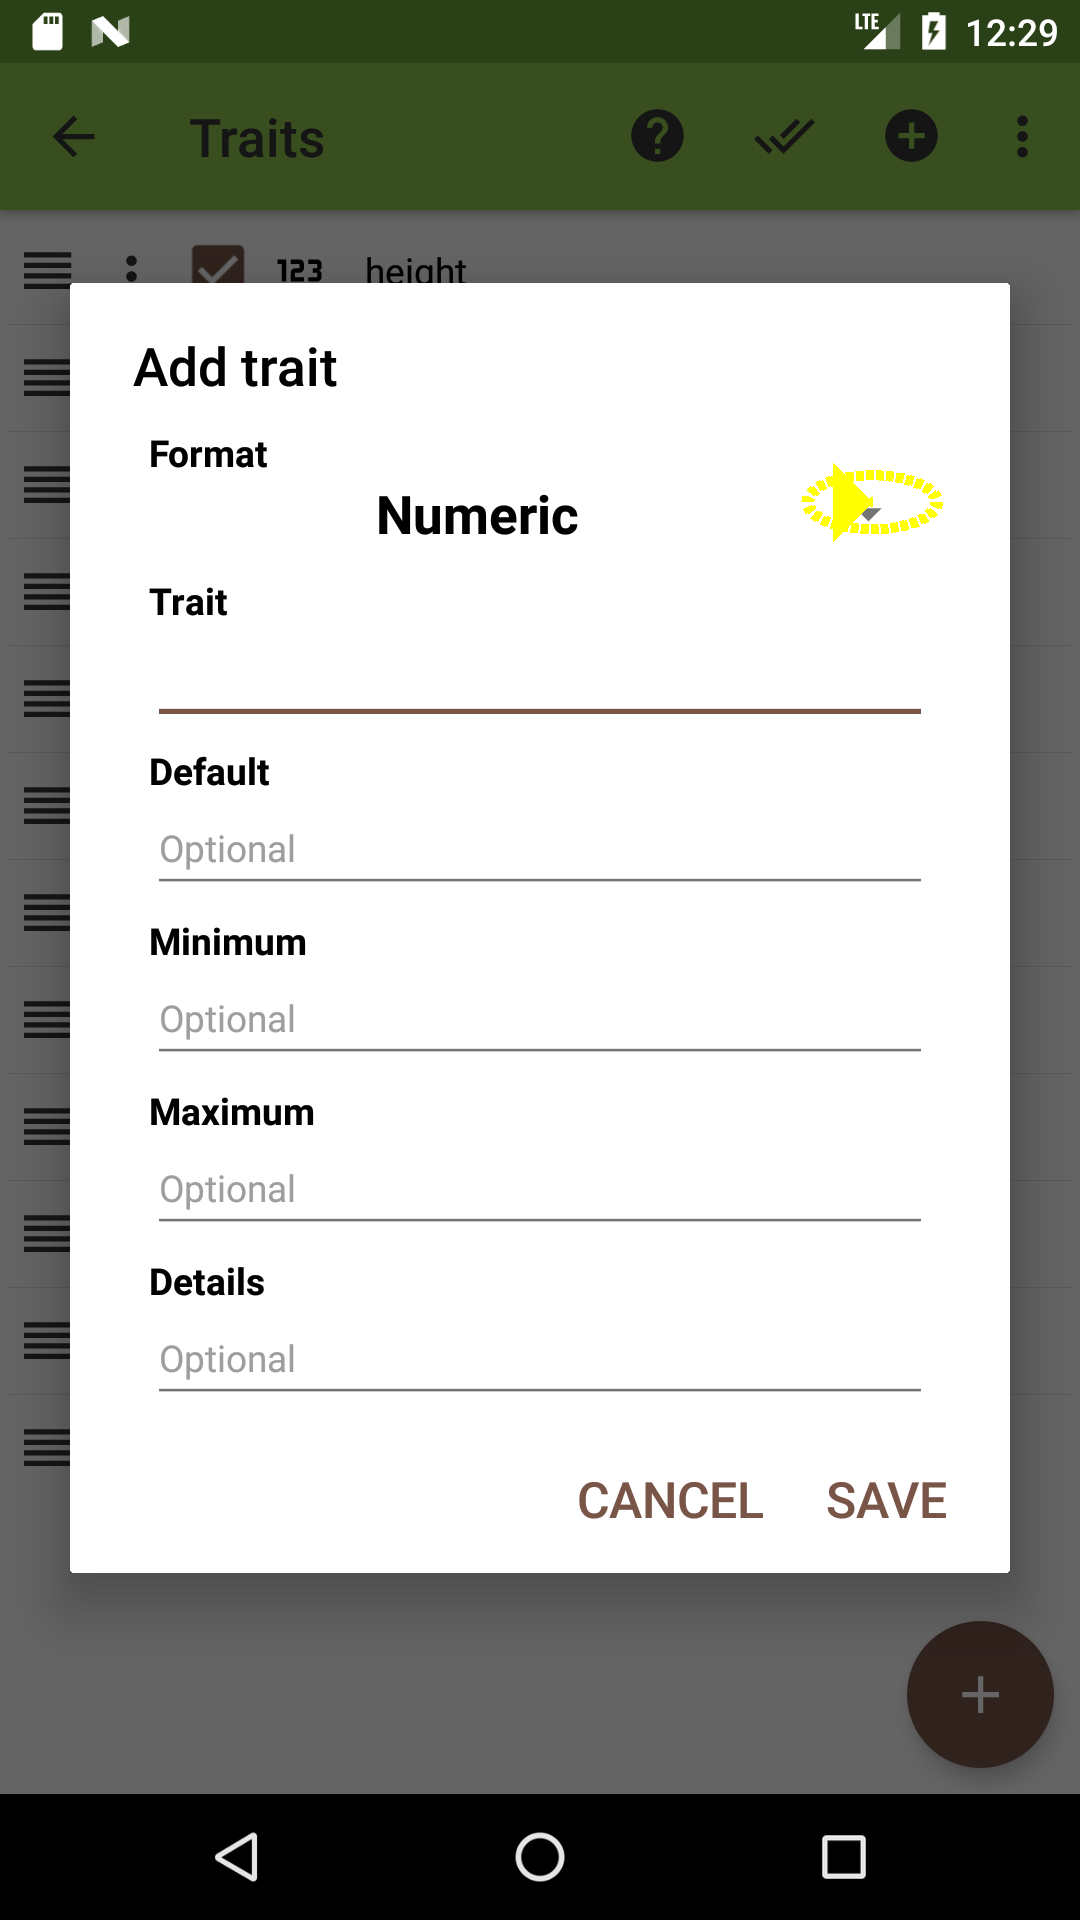 LTE 12:29
Traits
123 height
Add trait
Format
Numeric
Trait
Default
Optional
Minimum
Optional
Maximum
Optional
Details
Optional
CANCEL SAVE